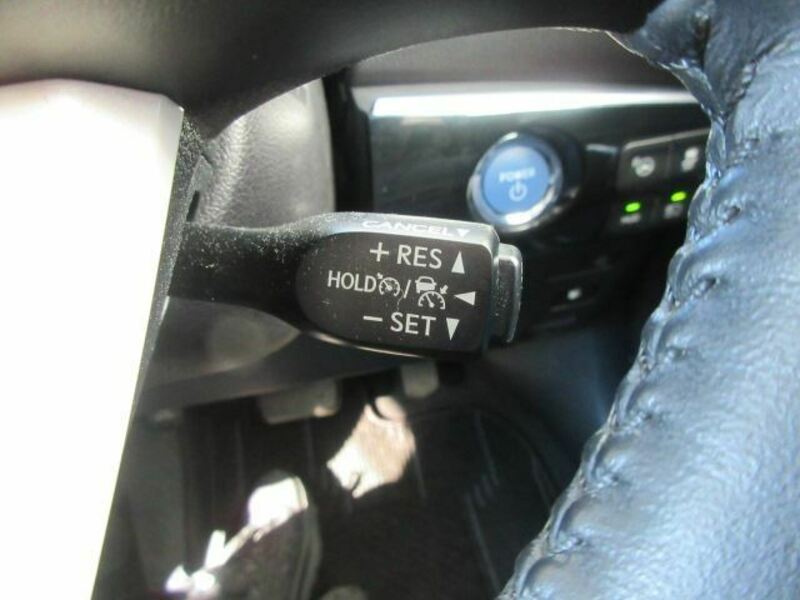 CANCEL▼
+ RES ▲
HOLD / ◀
− SET ▼
POWER